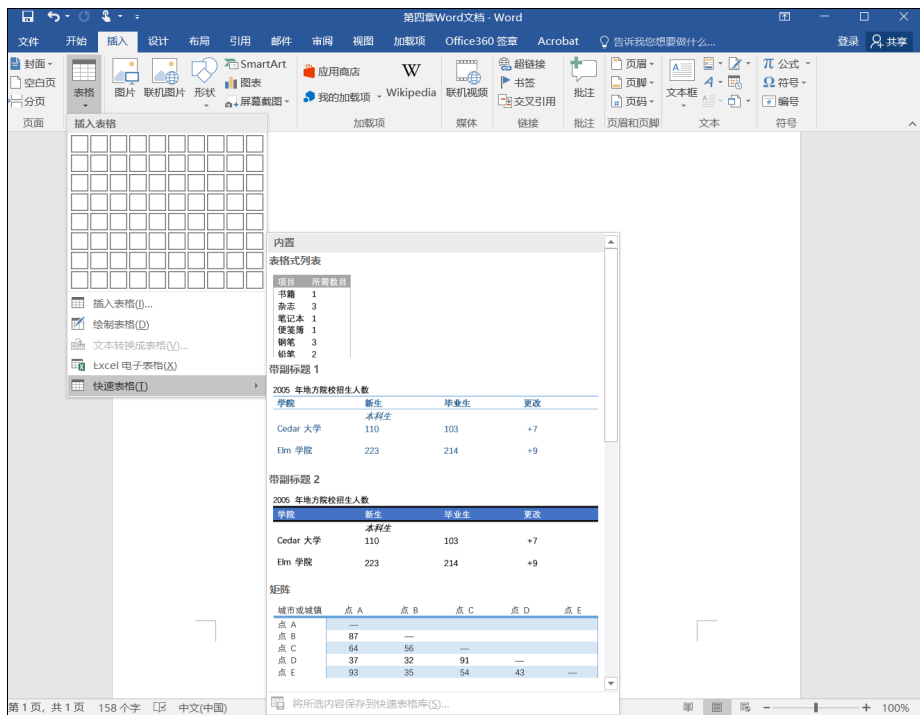 第四章Word文档 - Word
文件 开始 插入 设计 布局 引用 邮件 审阅 视图 加载项 Office360 签章 Acrobat 告诉我您想要做什么... 登录 共享
封面
空白页
分页
页面
表格
图片
联机图片
形状
SmartArt
图表
屏幕截图
应用商店
我的加载项
Wikipedia
加载项
联机视频
媒体
超链接
书签
交叉引用
链接
批注
批注
页眉
页脚
页码
页眉和页脚
文本框
文本
π 公式
Ω 符号
编号
符号
插入表格
插入表格(I)...
绘制表格(D)
文本转换成表格(V)...
Excel 电子表格(X)
快速表格(T)
内置
表格式列表
项目 所需数目
书籍 1
杂志 3
笔记本 1
便笺簿 1
钢笔 3
铅笔 2
带副标题 1
2005 年地方院校招生人数
学院 新生 毕业生 更改
本科生
Cedar 大学 110 103 +7
Elm 学院 223 214 +9
带副标题 2
2005 年地方院校招生人数
学院 新生 毕业生 更改
本科生
Cedar 大学 110 103 +7
Elm 学院 223 214 +9
矩阵
城市或城镇 点 A 点 B 点 C 点 D 点 E
点 A —
点 B 87 —
点 C 64 56 —
点 D 37 32 91 —
点 E 93 35 54 43 —
将所选内容保存到快速表格库(S)...
第 1 页，共 1 页 158 个字 中文(中国) 100%